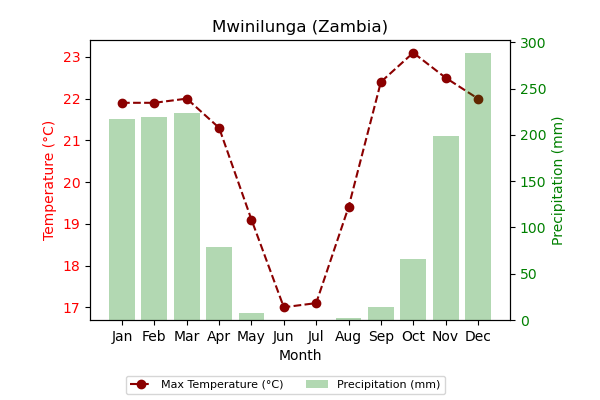 Mwinilunga (Zambia)
Temperature (°C)
23
22
21
20
19
18
17
300
250
200
150
100
50
0
Precipitation (mm)
Jan Feb Mar Apr May Jun Jul Aug Sep Oct Nov Dec
Month
Max Temperature (°C) Precipitation (mm)